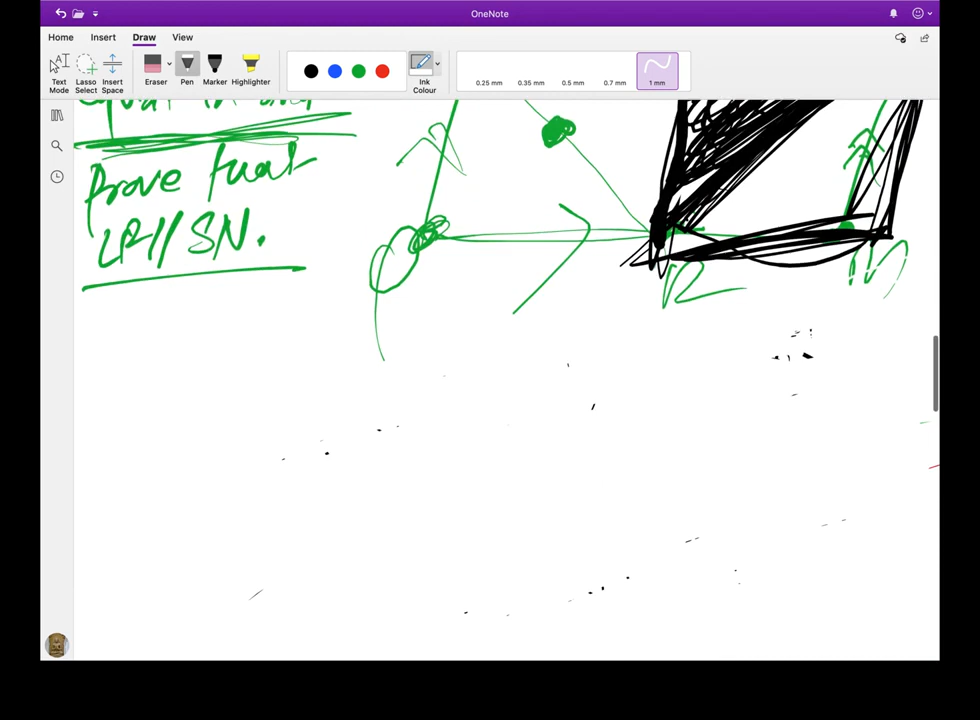 OneNote
Home Insert Draw View
Text Mode
Lasso Select
Insert Space
Eraser
Pen
Marker
Highlighter
Ink Colour
0.25 mm 0.35 mm 0.5 mm 0.7 mm 1 mm
Prove that
// SN.
R